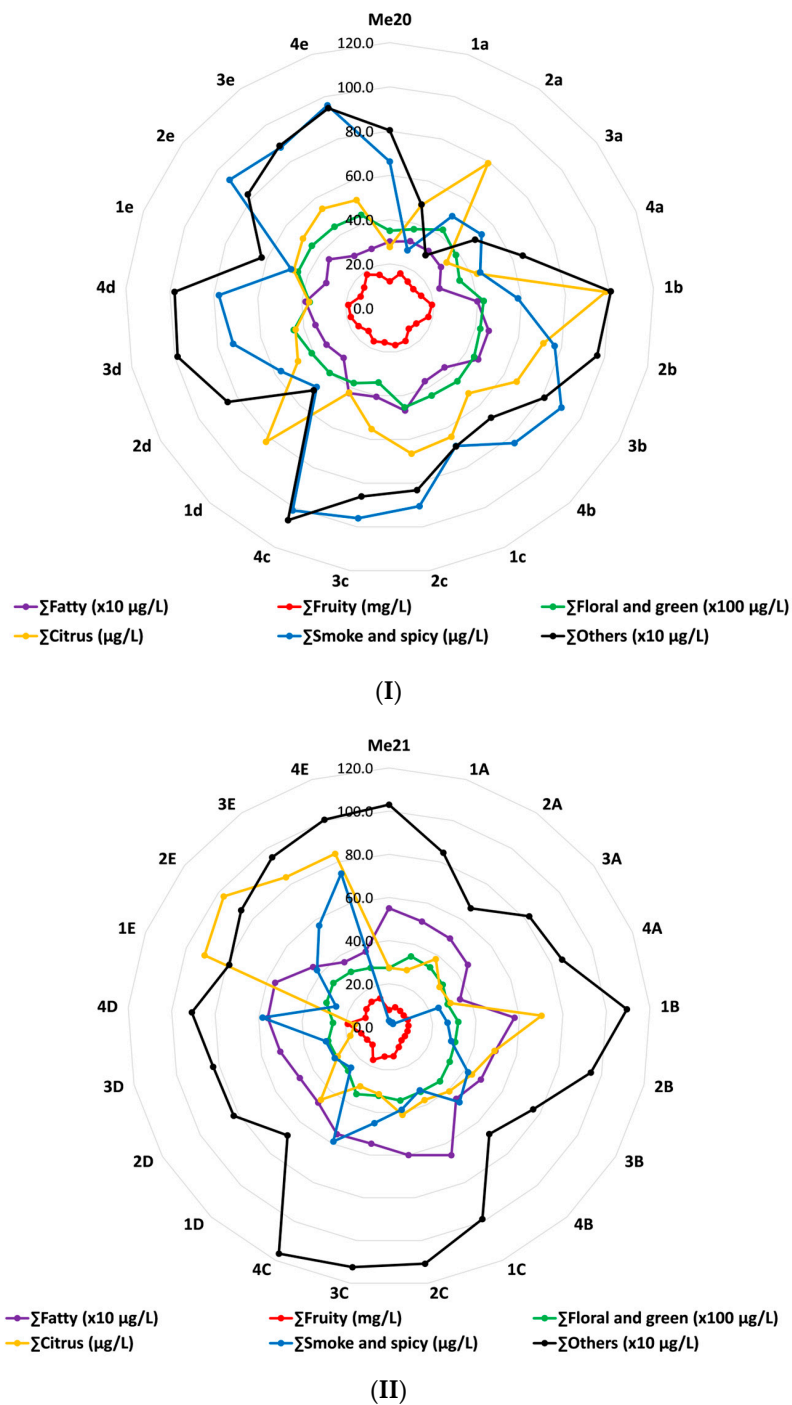 Me20
120.0
4e
1a
100.0
3e
2a
80.0
2e
3a
60.0
40.0
1e
4a
20.0
4d
0.0
1b
3d
2b
2d
3b
1d
4b
4c
1c
3c
2c
∑Fatty (x10 µg/L) ∑Fruity (mg/L) ∑Floral and green (x100 µg/L)
∑Citrus (µg/L) ∑Smoke and spicy (µg/L) ∑Others (x10 µg/L)
(I)
Me21
120.0
4E
1A
100.0
3E
2A
80.0
2E
3A
60.0
40.0
1E
4A
20.0
4D
0.0
1B
3D
2B
2D
3B
1D
4B
4C
1C
3C
2C
∑Fatty (x10 µg/L) ∑Fruity (mg/L) ∑Floral and green (x100 µg/L)
∑Citrus (µg/L) ∑Smoke and spicy (µg/L) ∑Others (x10 µg/L)
(II)